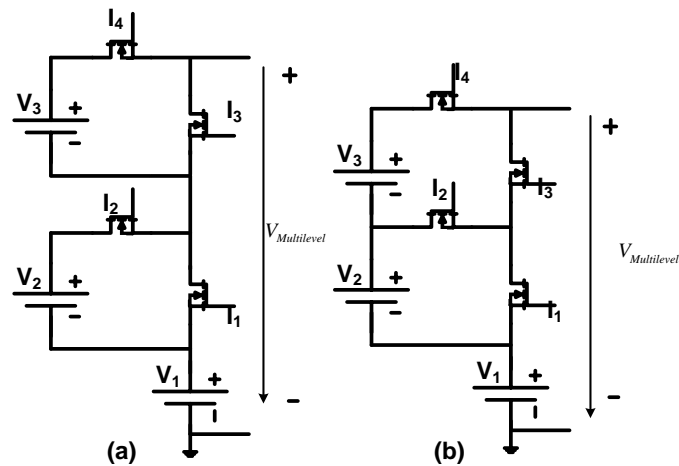 I4
V3
+
−
I3
I2
V2
+
−
I1
V1
+
−
+
VMultilevel
−
(a)
I4
V3
+
−
I2
I3
V2
+
−
I1
V1
+
−
+
VMultilevel
−
(b)